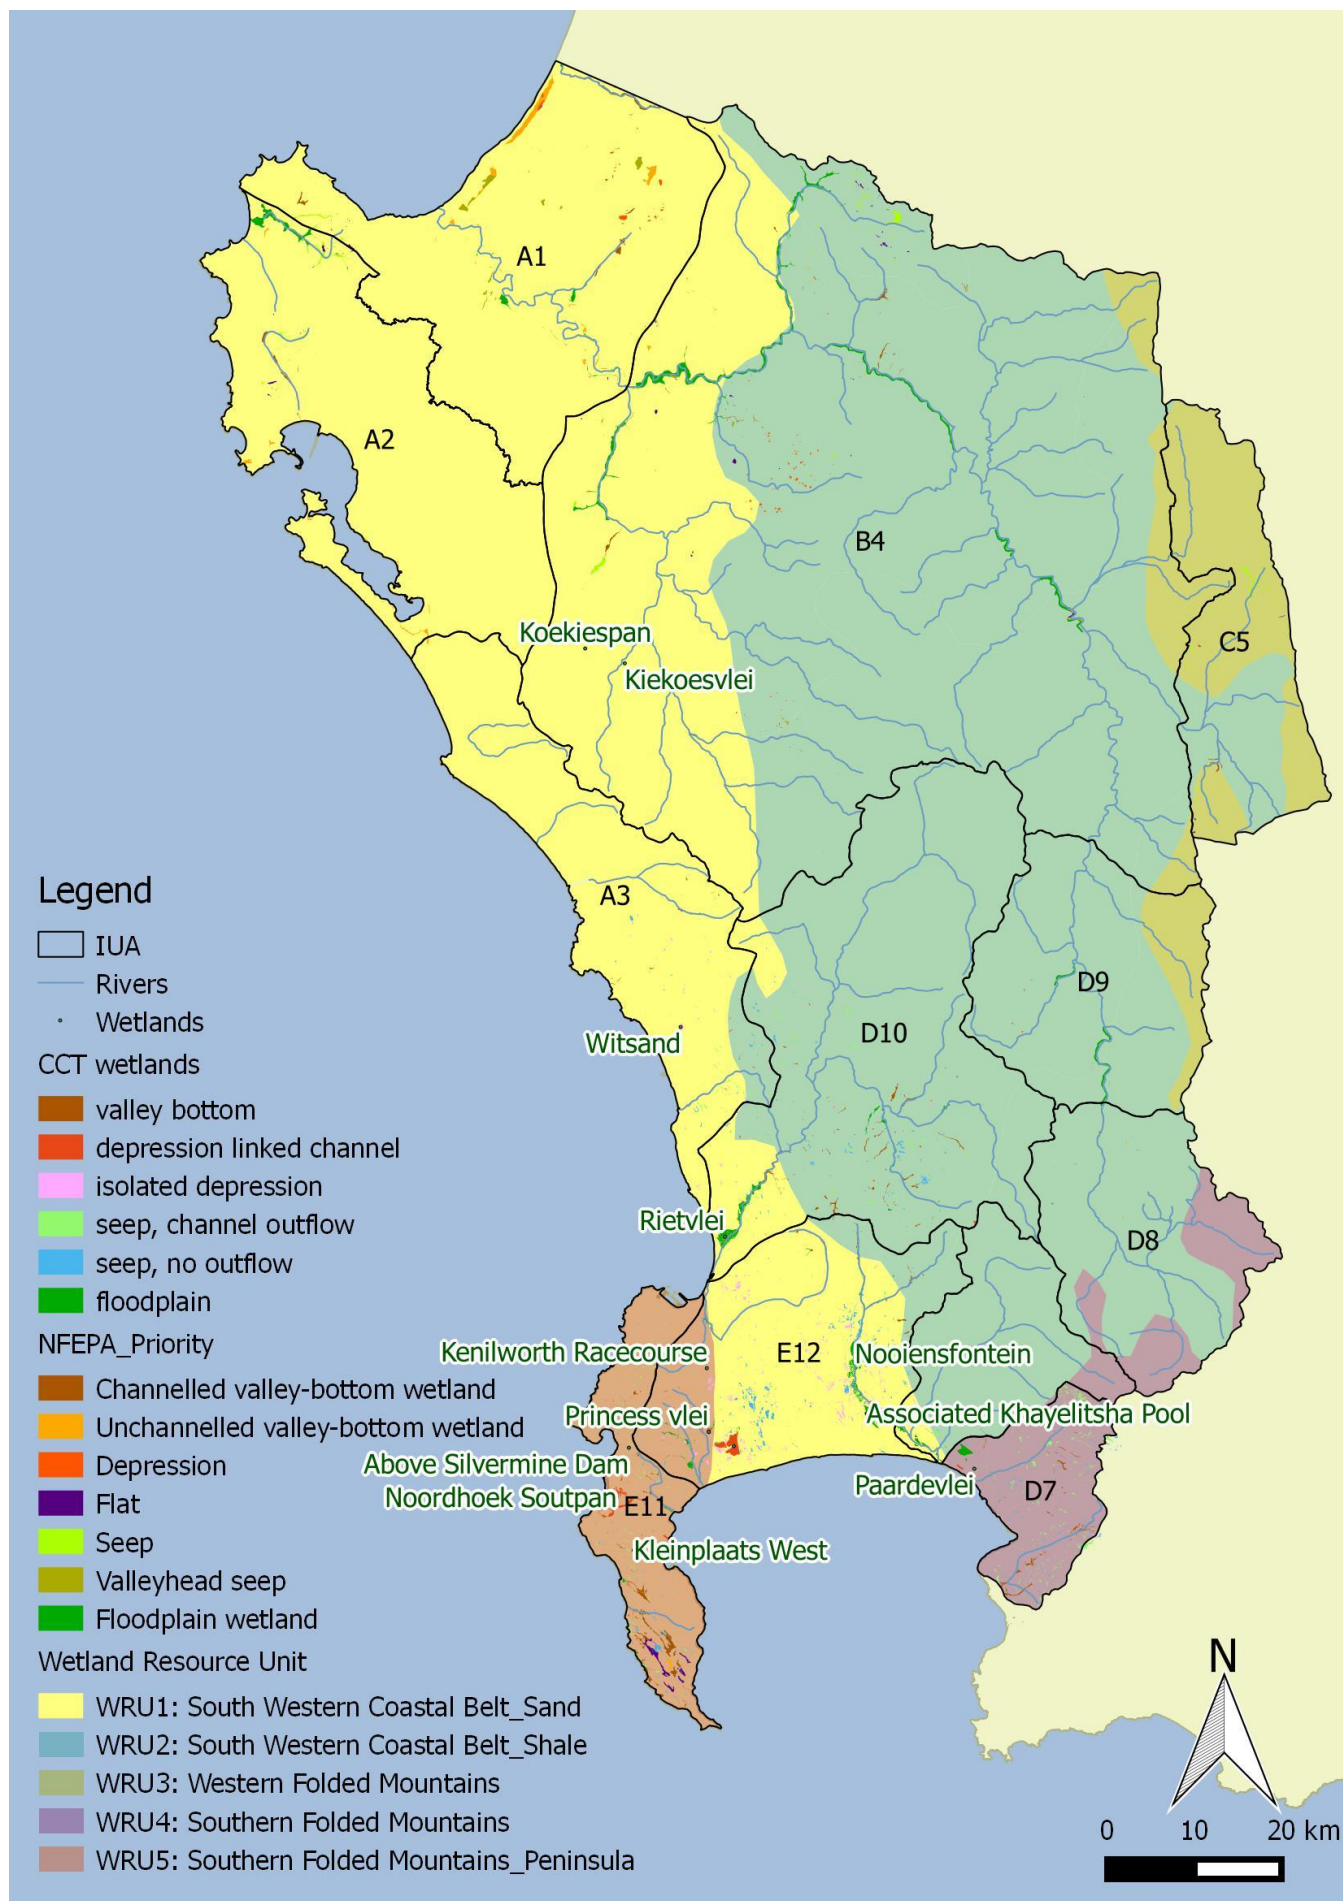 A1
A2
B4
C5
Koekiespan
Kiekoesvlei
A3
D9
D10
Witsand
Rietvlei
D8
E12
Kenilworth Racecourse
Nooiensfontein
Princess vlei
Associated Khayelitsha Pool
Above Silvermine Dam
Paardevlei
D7
Noordhoek Soutpan
E11
Kleinplaats West
Legend
IUA
Rivers
Wetlands
CCT wetlands
valley bottom
depression linked channel
isolated depression
seep, channel outflow
seep, no outflow
floodplain
NFEPA_Priority
Channelled valley-bottom wetland
Unchannelled valley-bottom wetland
Depression
Flat
Seep
Valleyhead seep
Floodplain wetland
Wetland Resource Unit
WRU1: South Western Coastal Belt_Sand
WRU2: South Western Coastal Belt_Shale
WRU3: Western Folded Mountains
WRU4: Southern Folded Mountains
WRU5: Southern Folded Mountains_Peninsula
N
0 10 20 km